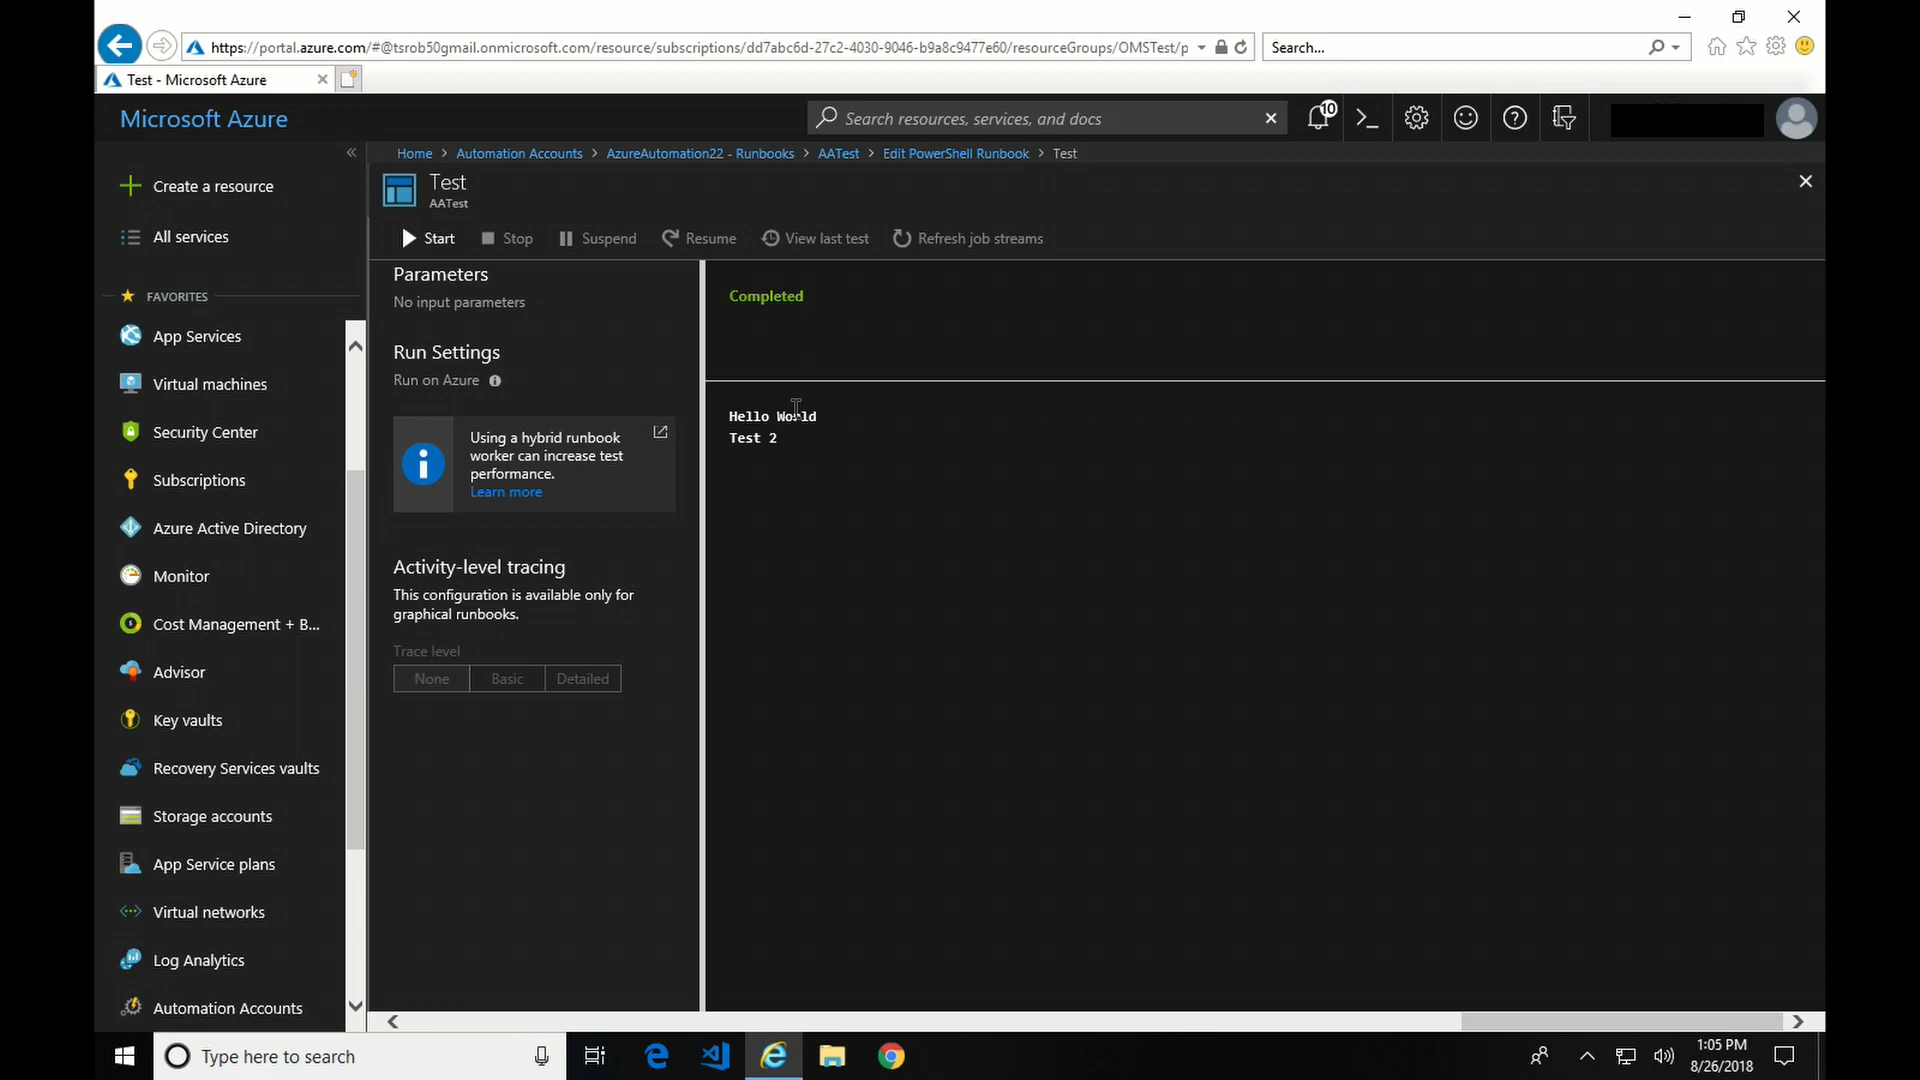 https://portal.azure.com/#@tsrob50gmail.onmicrosoft.com/resource/subscriptions/dd7abc6d-27c2-4030-9046-b9a8c9477e60/resourceGroups/OMSTest/p
Search...
Test - Microsoft Azure
Microsoft Azure
Search resources, services, and docs
10
Home > Automation Accounts > AzureAutomation22 - Runbooks > AATest > Edit PowerShell Runbook > Test
Test
AATest
Start
Stop
Suspend
Resume
View last test
Refresh job streams
Create a resource
All services
FAVORITES
App Services
Virtual machines
Security Center
Subscriptions
Azure Active Directory
Monitor
Cost Management + B...
Advisor
Key vaults
Recovery Services vaults
Storage accounts
App Service plans
Virtual networks
Log Analytics
Automation Accounts
Parameters
No input parameters
Run Settings
Run on Azure
Using a hybrid runbook
worker can increase test
performance.
Learn more
Activity-level tracing
This configuration is available only for
graphical runbooks.
Trace level
None
Basic
Detailed
Completed
Hello World
Test 2
Type here to search
1:05 PM
8/26/2018